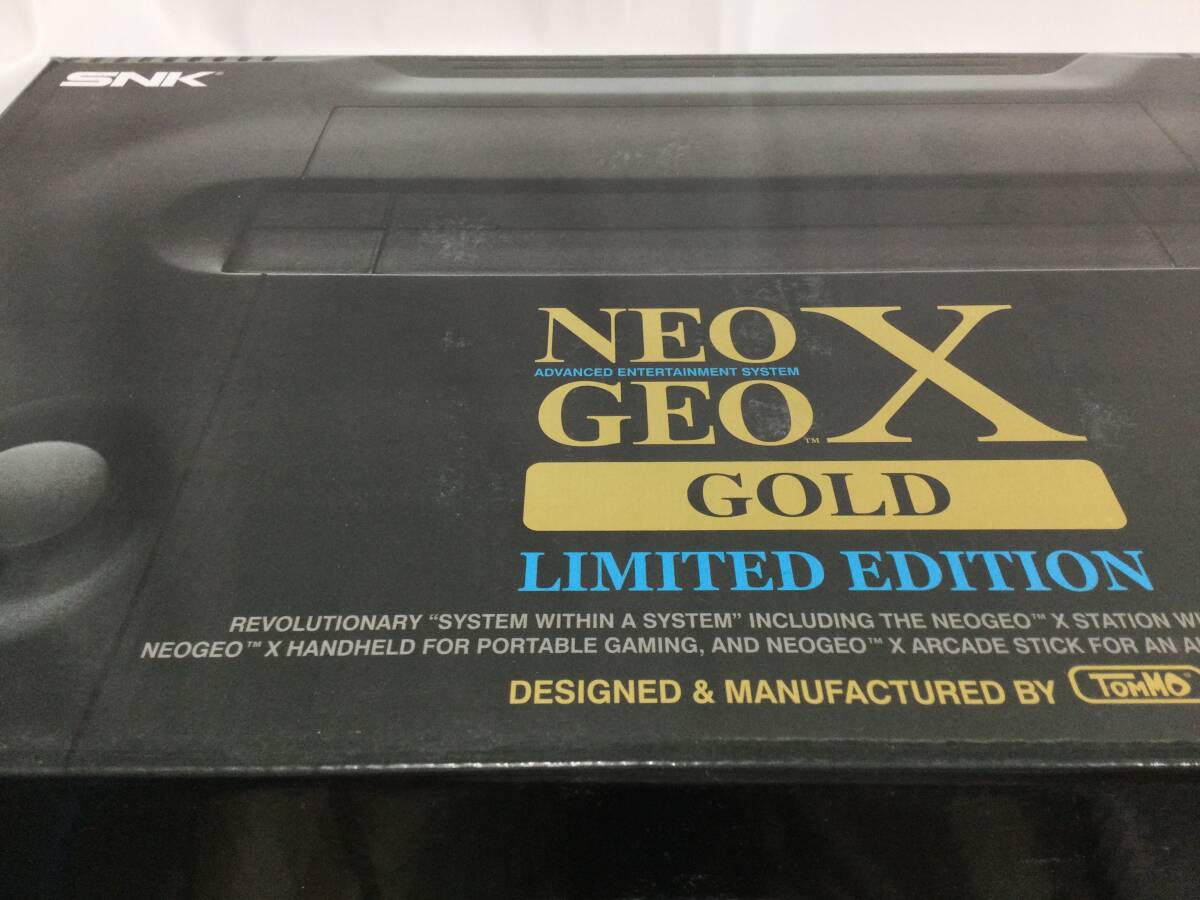 SNK
NEO
ADVANCED ENTERTAINMENT SYSTEM
GEO™ X
GOLD
LIMITED EDITION
REVOLUTIONARY “SYSTEM WITHIN A SYSTEM” INCLUDING THE NEOGEO™ X STATION
NEOGEO™ X HANDHELD FOR PORTABLE GAMING, AND NEOGEO™ X ARCADE STICK FOR AN
DESIGNED & MANUFACTURED BY TOMMO